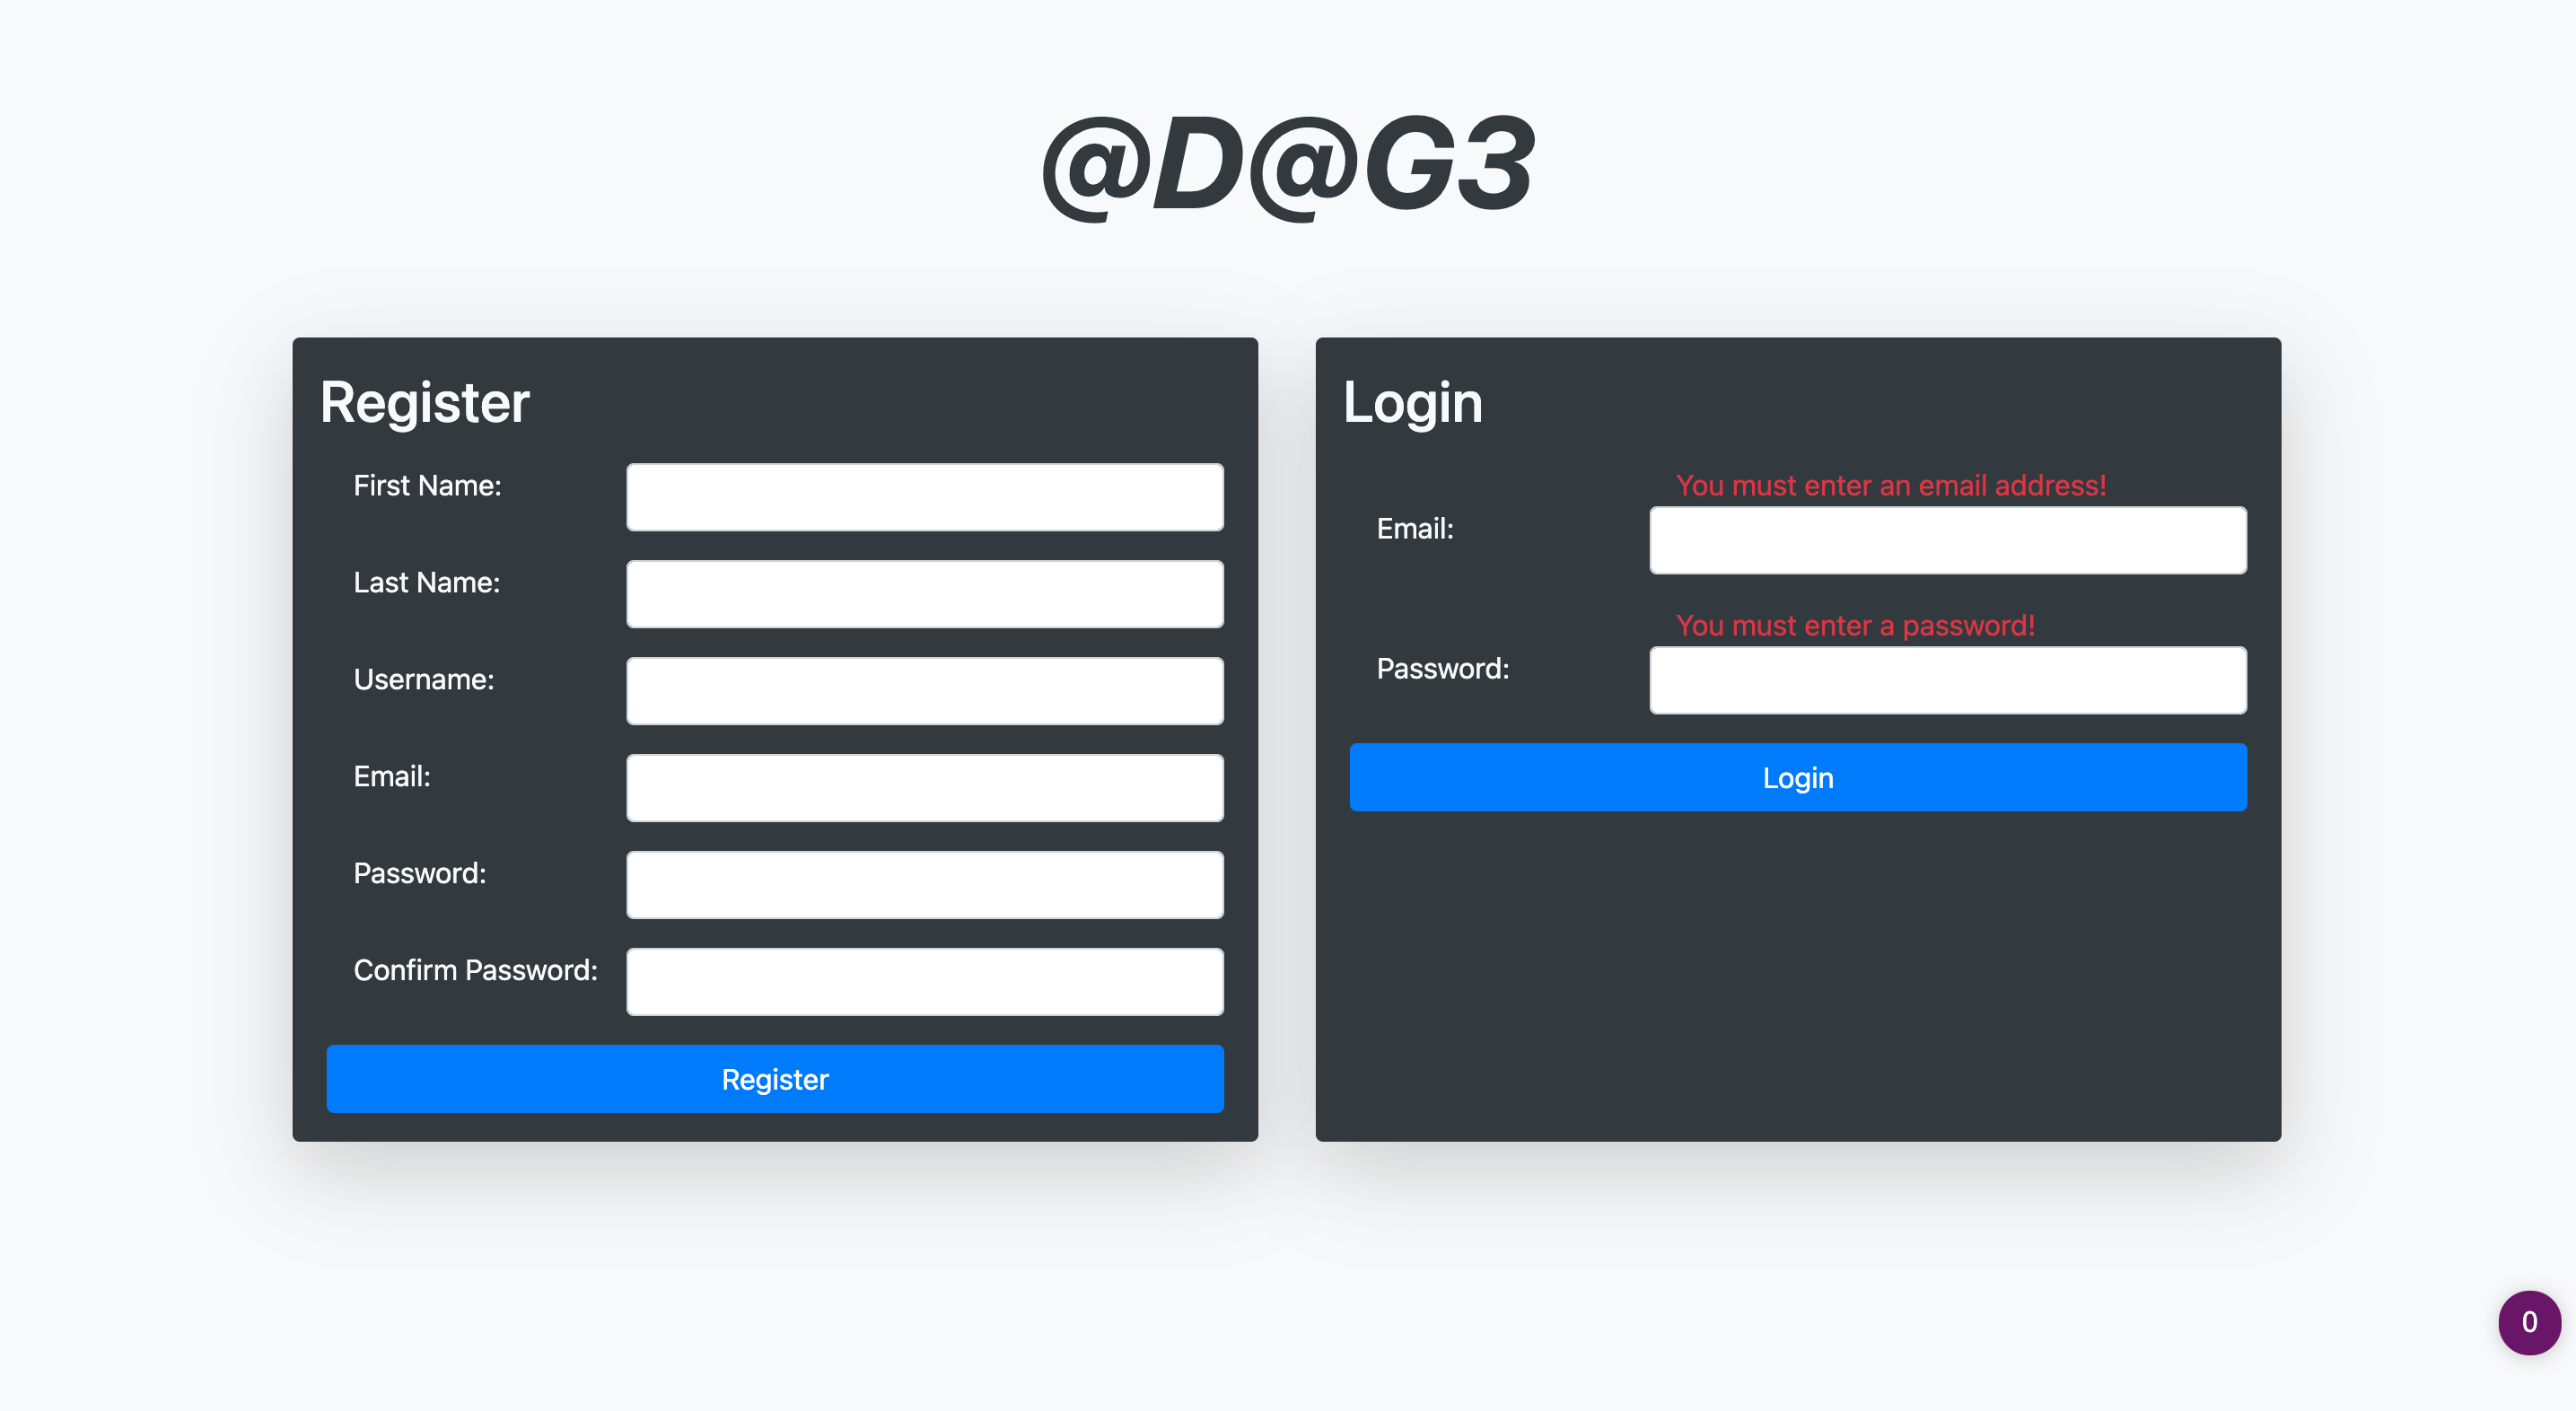 @D@G3
Register
First Name:
Last Name:
Username:
Email:
Password:
Confirm Password:
Register
Login
You must enter an email address!
Email:
You must enter a password!
Password:
Login
0